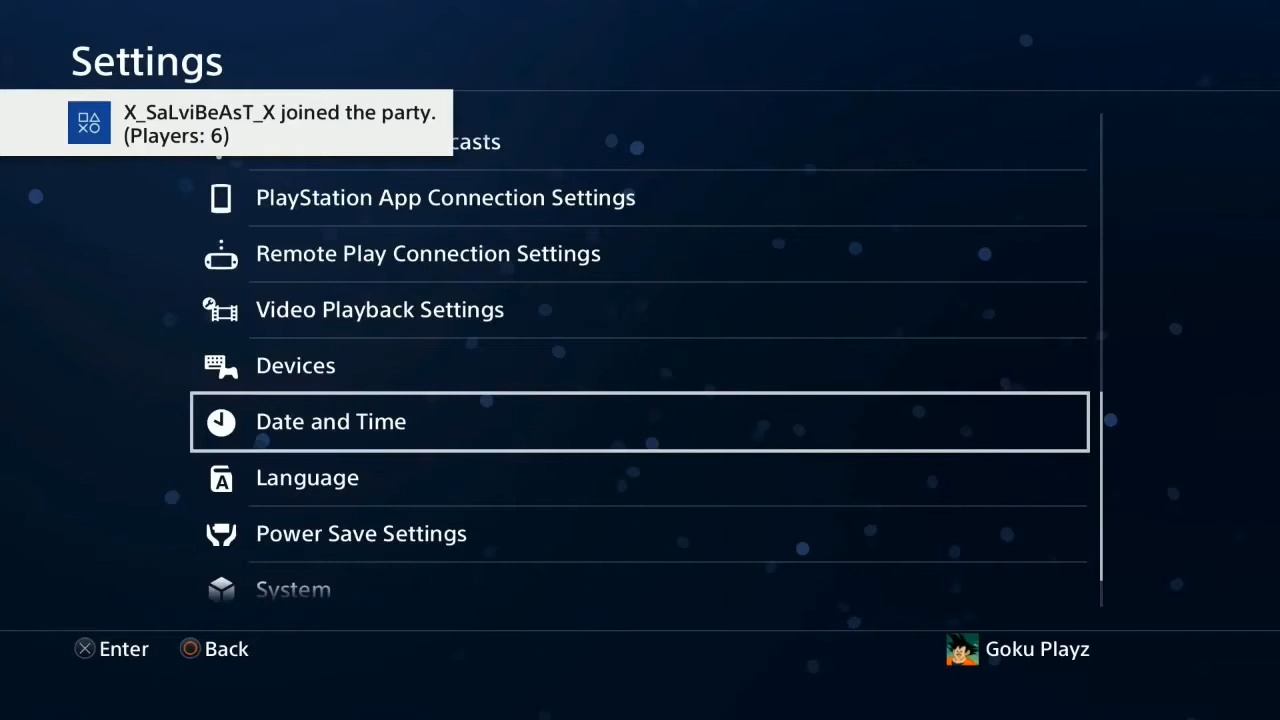 Settings
X_SaLviBeAsT_X joined the party.
(Players: 6)
casts
PlayStation App Connection Settings
Remote Play Connection Settings
Video Playback Settings
Devices
Date and Time
Language
Power Save Settings
System
Enter
Back
Goku Playz